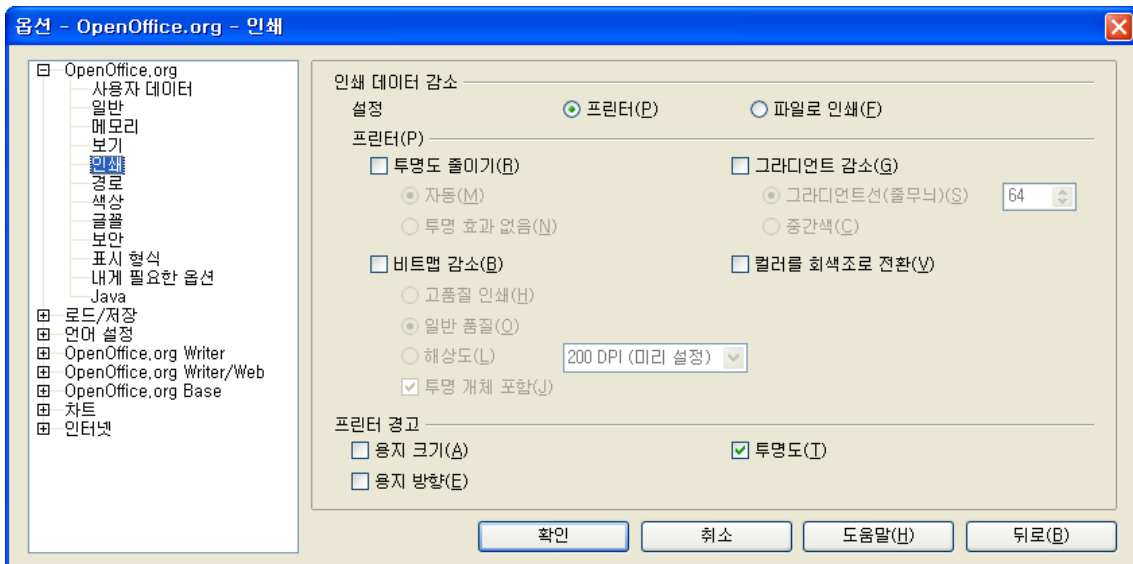 옵션 - OpenOffice.org - 인쇄
OpenOffice.org
사용자 데이터
일반
메모리
보기
인쇄
경로
색상
글꼴
보안
표시 형식
내게 필요한 옵션
Java
로드/저장
언어 설정
OpenOffice.org Writer
OpenOffice.org Writer/Web
OpenOffice.org Base
차트
인터넷
인쇄 데이터 감소
설정 프린터(P) 파일로 인쇄(F)
프린터(P)
투명도 줄이기(R) 그라디언트 감소(G)
자동(M) 그라디언트선(줄무늬)(S) 64
투명 효과 없음(N) 중간색(C)
비트맵 감소(B) 컬러를 회색조로 전환(V)
고품질 인쇄(H)
일반 품질(O)
해상도(L) 200 DPI (미리 설정)
투명 개체 포함(J)
프린터 경고
용지 크기(A) 투명도(T)
용지 방향(E)
확인 취소 도움말(H) 뒤로(B)